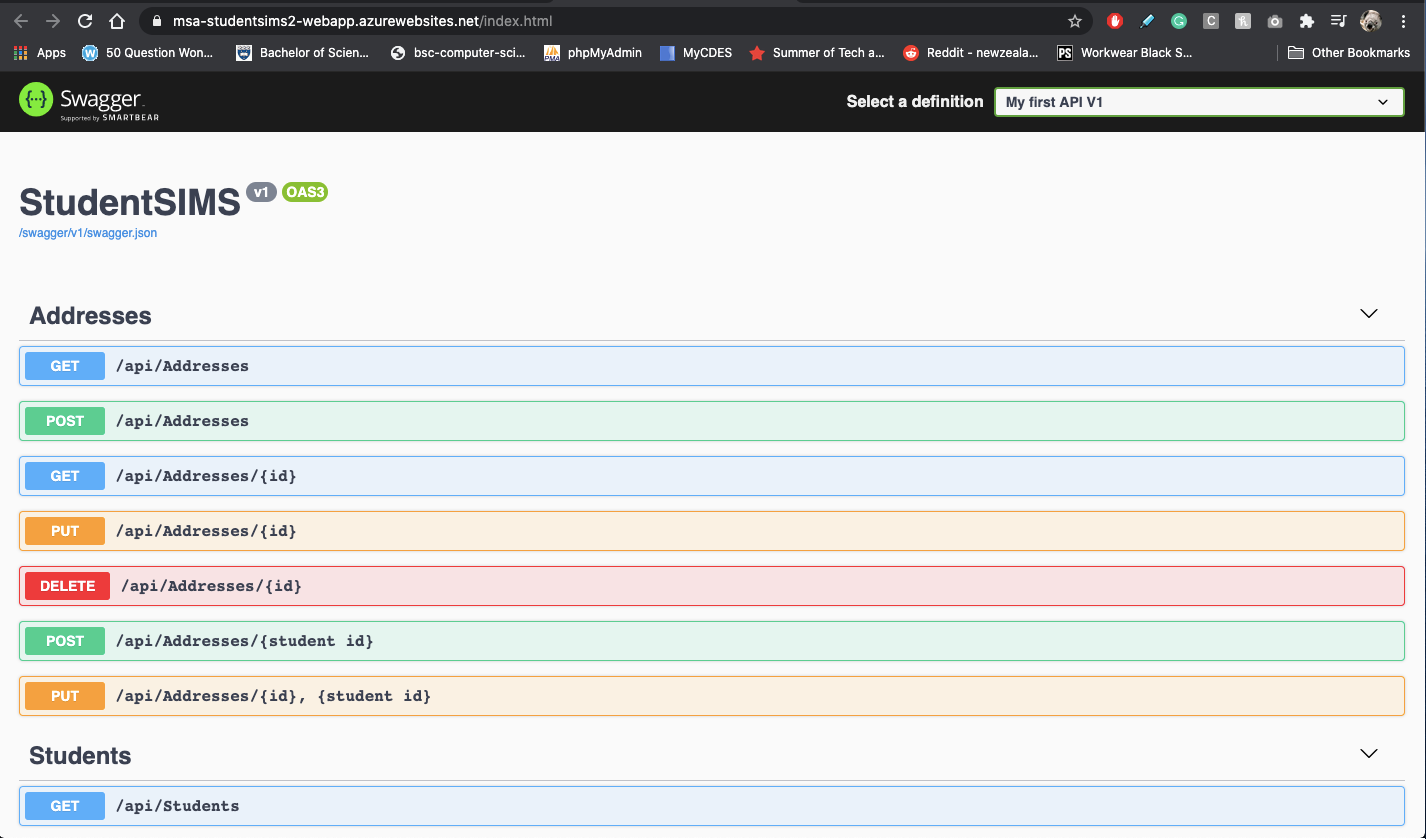 msa-studentsims2-webapp.azurewebsites.net/index.html
Apps 50 Question Won... Bachelor of Scien... bsc-computer-sci... phpMyAdmin MyCDES Summer of Tech a... Reddit - newzeala... PS Workwear Black S... Other Bookmarks
Swagger
Supported by SMARTBEAR
Select a definition My first API V1
StudentSIMS v1 OAS3
/swagger/v1/swagger.json
Addresses
GET /api/Addresses
POST /api/Addresses
GET /api/Addresses/{id}
PUT /api/Addresses/{id}
DELETE /api/Addresses/{id}
POST /api/Addresses/{student id}
PUT /api/Addresses/{id}, {student id}
Students
GET /api/Students